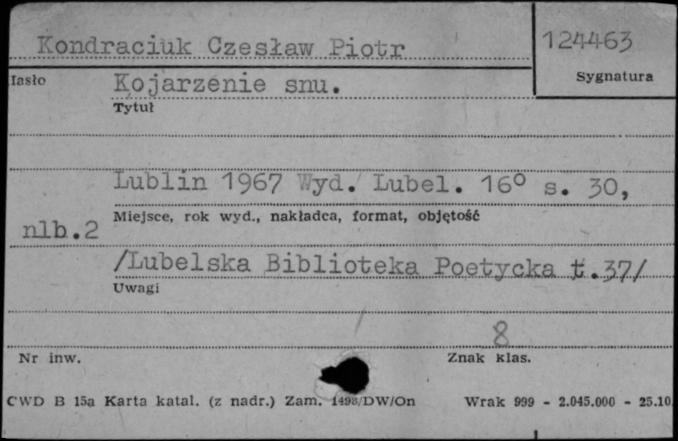 Kondraciuk Czesław Piotr
124463
Hasło
Sygnatura
Kojarzenie snu.
Tytuł
Lublin 1967 Wyd. Lubel. 16° s. 30,
Miejsce, rok wyd., nakładca, format, objętość
nlb.2
/Lubelska Biblioteka Poetycka t.37/
Uwagi
8
Nr inw.
Znak klas.
CWD B 15a Karta katal. (z nadr.) Zam. 1498/DW/On
Wrak 999 - 2.045.000 - 25.10